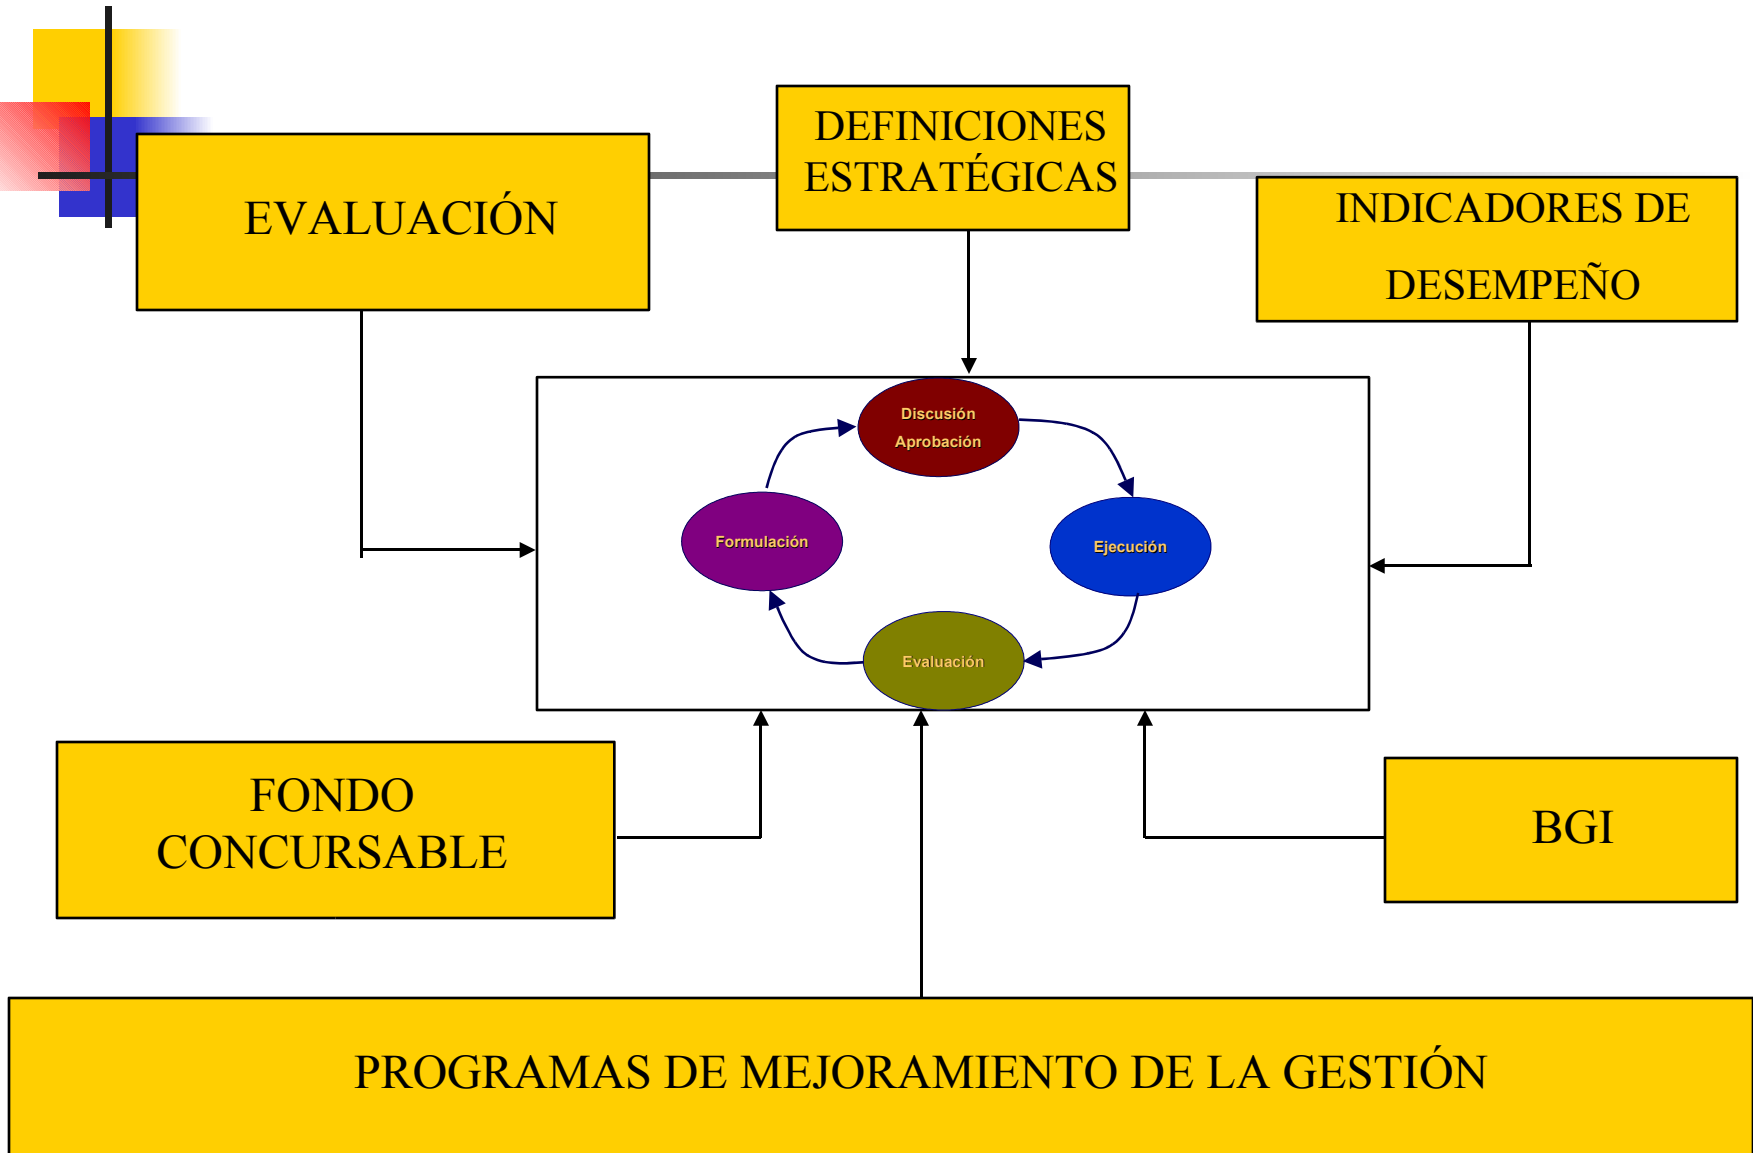 DEFINICIONES
ESTRATÉGICAS
EVALUACIÓN
INDICADORES DE
DESEMPEÑO
Discusión
Aprobación
Formulación
Ejecución
Evaluación
FONDO
CONCURSABLE
BGI
PROGRAMAS DE MEJORAMIENTO DE LA GESTIÓN